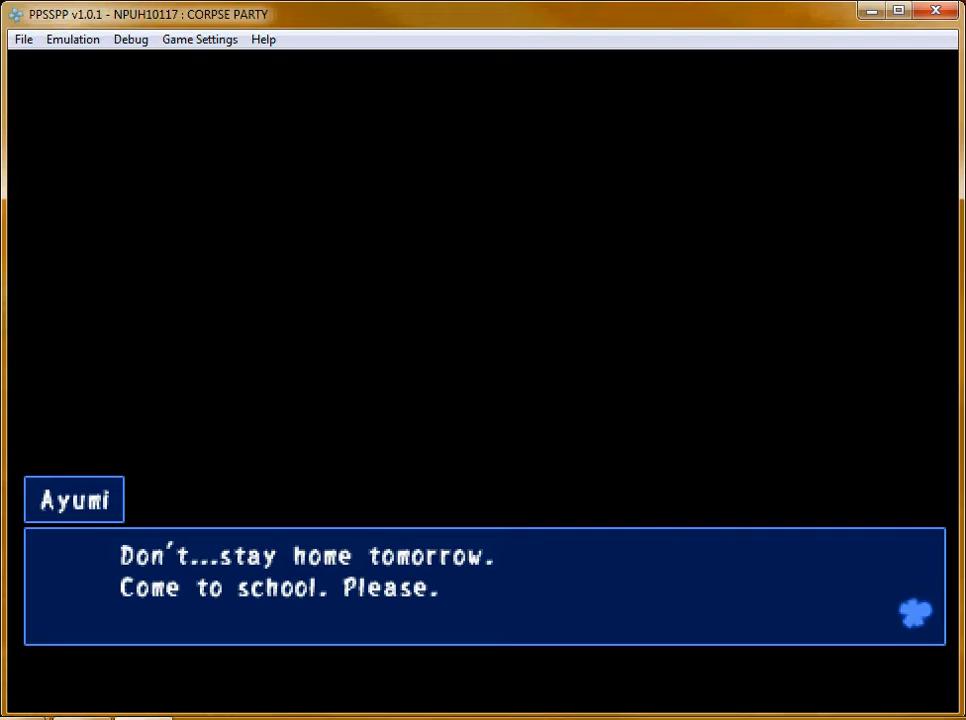 PPSSPP v1.0.1 - NPUH10117 : CORPSE PARTY
File Emulation Debug Game Settings Help
Ayumi
Don't...stay home tomorrow.
Come to school. Please.